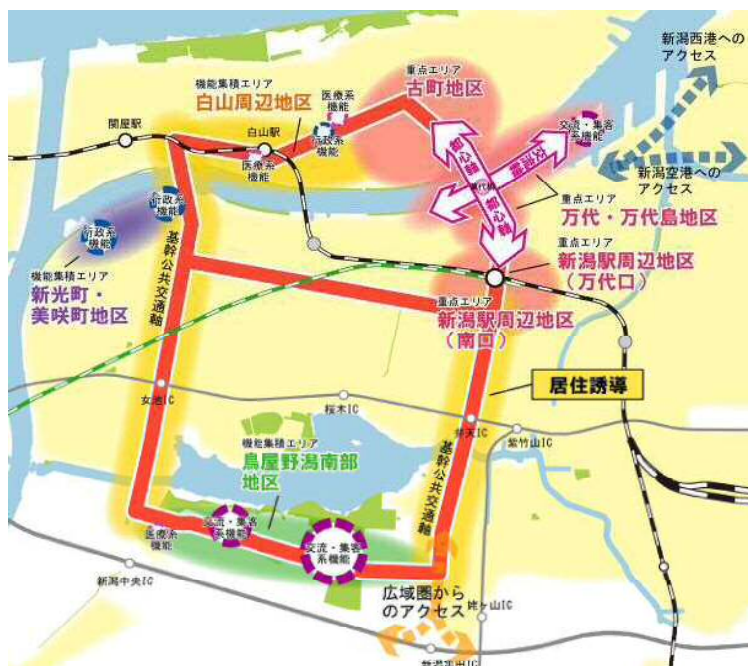 新潟西港への
アクセス
重点エリア
古町地区
機能集積エリア
白山周辺地区
医療系
機能
行政系
機能
関屋駅
白山駅
医療系
機能
交流・集客
系機能
都心軸
都心軸
新潟空港への
アクセス
重点エリア
万代・万代島地区
行政系
機能
行政系
機能
基幹公共交通軸
重点エリア
新潟駅周辺地区
（万代口）
機能集積エリア
新光町・
美咲町地区
重点エリア
新潟駅周辺地区
（南口）
居住誘導
女池IC
桜木IC
弁天IC
紫竹山IC
機能集積エリア
鳥屋野潟南部
地区
基幹公共交通軸
医療系
機能
交流・集客
系機能
交流・集客
系機能
新潟中央IC
広域圏から
のアクセス
姥ヶ山IC